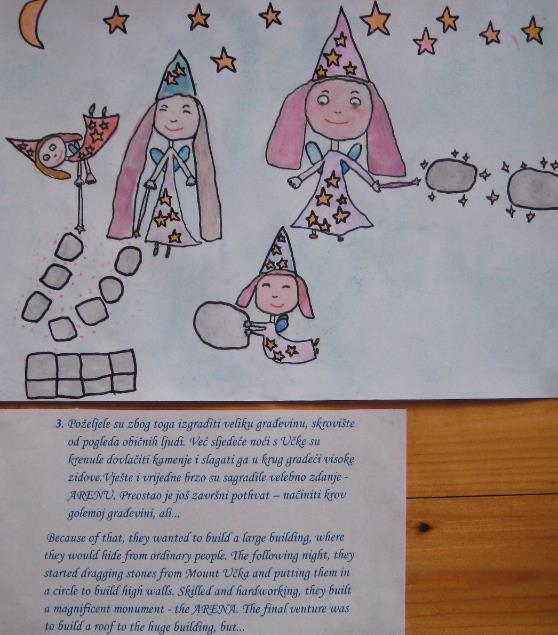 3. Poželjele su zbog toga izgraditi veliku građevinu, skrovište
od pogleda običnih ljudi. Već sljedeće noći s Učke su
krenule dovlačiti kamenje i slagati ga u krug gradeći visoke
zidove.Vješte i vrijedne brzo su sagradile velebno zdanje -
ARENU. Preostao je još završni pothvat – načiniti krov
golemoj građevini, ali...
Because of that, they wanted to build a large building, where
they would hide from ordinary people. The following night, they
started dragging stones from Mount Učka and putting them in
a circle to build high walls. Skilled and hardworking, they built
a magnificent monument - the ARENA. The final venture was
to build a roof to the huge building, but...